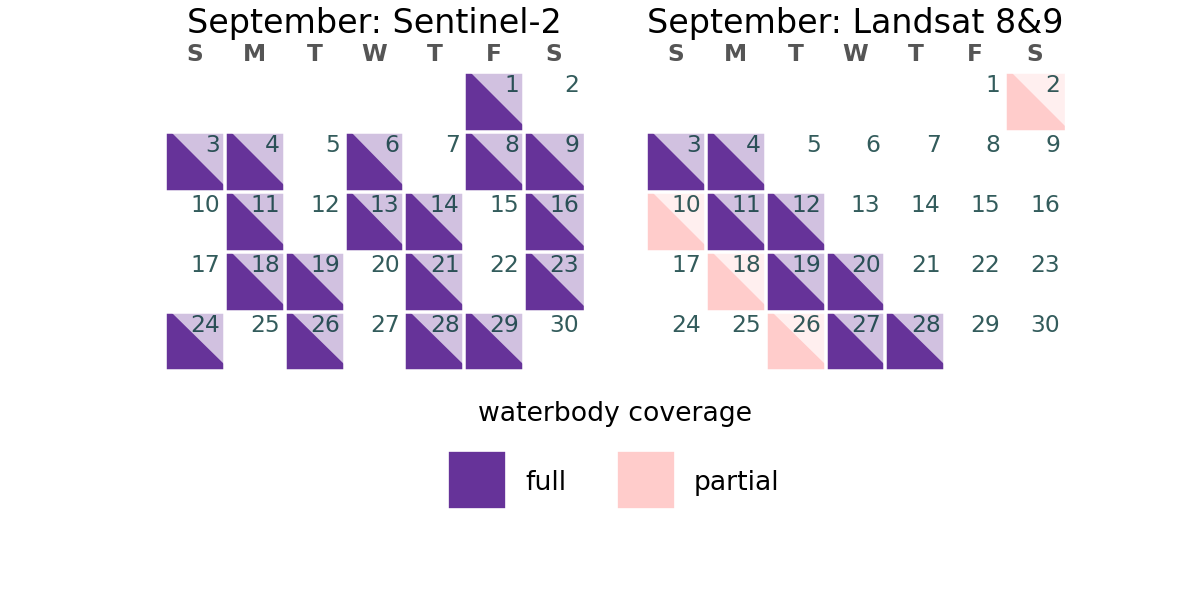 September: Sentinel-2
S M T W T F S
1 2
3 4 5 6 7 8 9
10 11 12 13 14 15 16
17 18 19 20 21 22 23
24 25 26 27 28 29 30
September: Landsat 8&9
S M T W T F S
1 2
3 4 5 6 7 8 9
10 11 12 13 14 15 16
17 18 19 20 21 22 23
24 25 26 27 28 29 30
waterbody coverage
full
partial